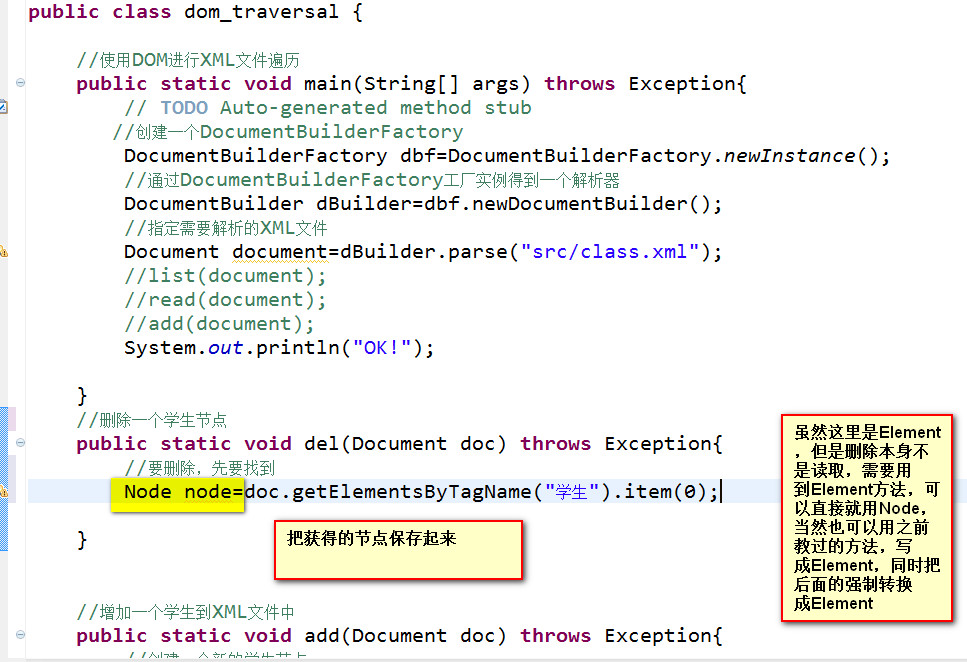 public class dom_traversal {
//使用DOM进行XML文件遍历
public static void main(String[] args) throws Exception{
// TODO Auto-generated method stub
//创建一个DocumentBuilderFactory
DocumentBuilderFactory dbf=DocumentBuilderFactory.newInstance();
//通过DocumentBuilderFactory工厂实例得到一个解析器
DocumentBuilder dBuilder=dbf.newDocumentBuilder();
//指定需要解析的XML文件
Document document=dBuilder.parse("src/class.xml");
//list(document);
//read(document);
//add(document);
System.out.println("OK!");
}
//删除一个学生节点
public static void del(Document doc) throws Exception{
//要删除，先要找到
Node node=doc.getElementsByTagName("学生").item(0);
}
把获得的节点保存起来
虽然这里是Element
，但是删除本身不
是读取，需要用
到Element方法，可
以直接就用Node，
当然也可以用之前
教过的方法，写
成Element，同时把
后面的强制转换
成Element
//增加一个学生到XML文件中
public static void add(Document doc) throws Exception{
//创建一个新的学生节点